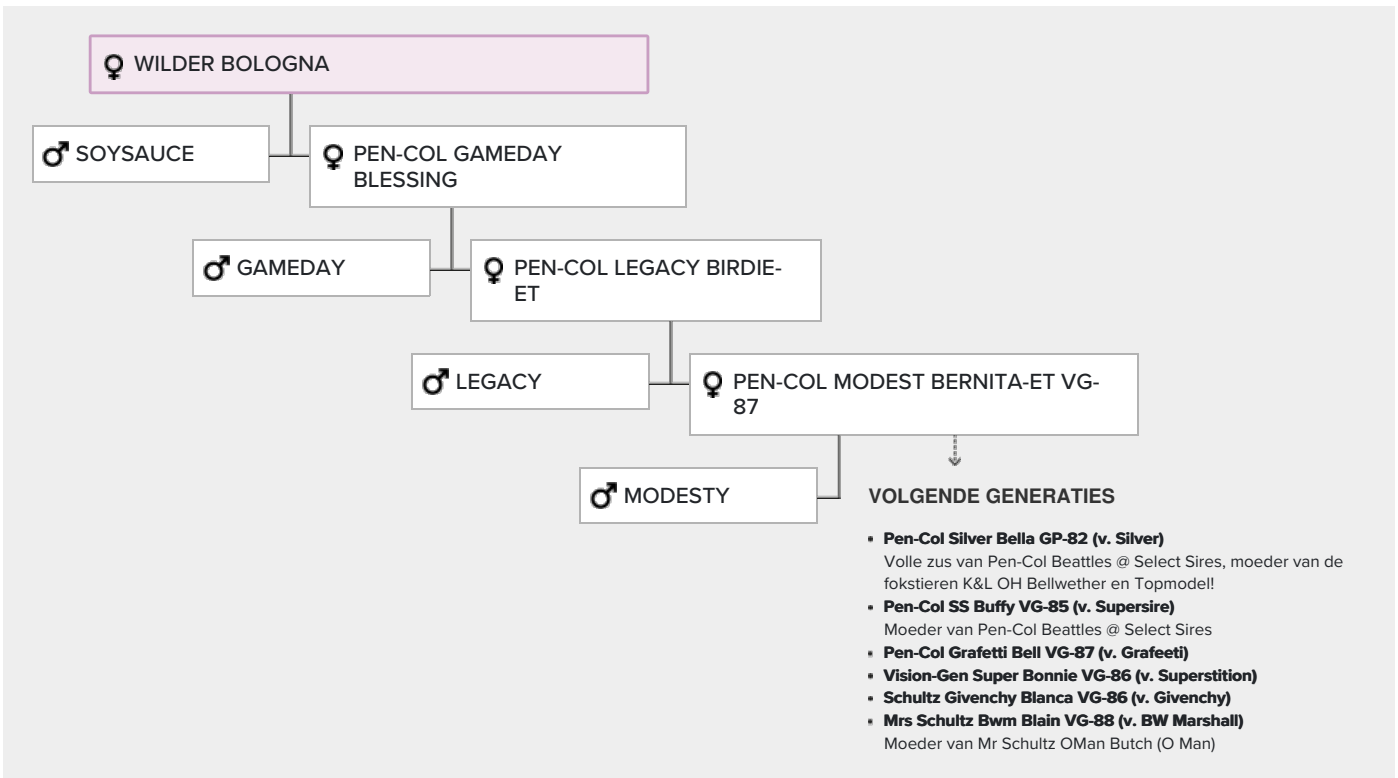 WILDER BOLOGNA
SOYSAUCE
PEN-COL GAMEDAY
BLESSING
GAMEDAY
PEN-COL LEGACY BIRDIE-
ET
LEGACY
PEN-COL MODEST BERNITA-ET VG-
87
MODESTY
VOLGENDE GENERATIES
Pen-Col Silver Bella GP-82 (v. Silver)
Volle zus van Pen-Col Beattles @ Select Sires, moeder van de
fokstieren K&L OH Bellwether en Topmodel!
Pen-Col SS Buffy VG-85 (v. Supersire)
Moeder van Pen-Col Beattles @ Select Sires
Pen-Col Grafetti Bell VG-87 (v. Grafeeti)
Vision-Gen Super Bonnie VG-86 (v. Superstition)
Schultz Givenchy Blanca VG-86 (v. Givenchy)
Mrs Schultz Bwm Blain VG-88 (v. BW Marshall)
Moeder van Mr Schultz OMan Butch (O Man)